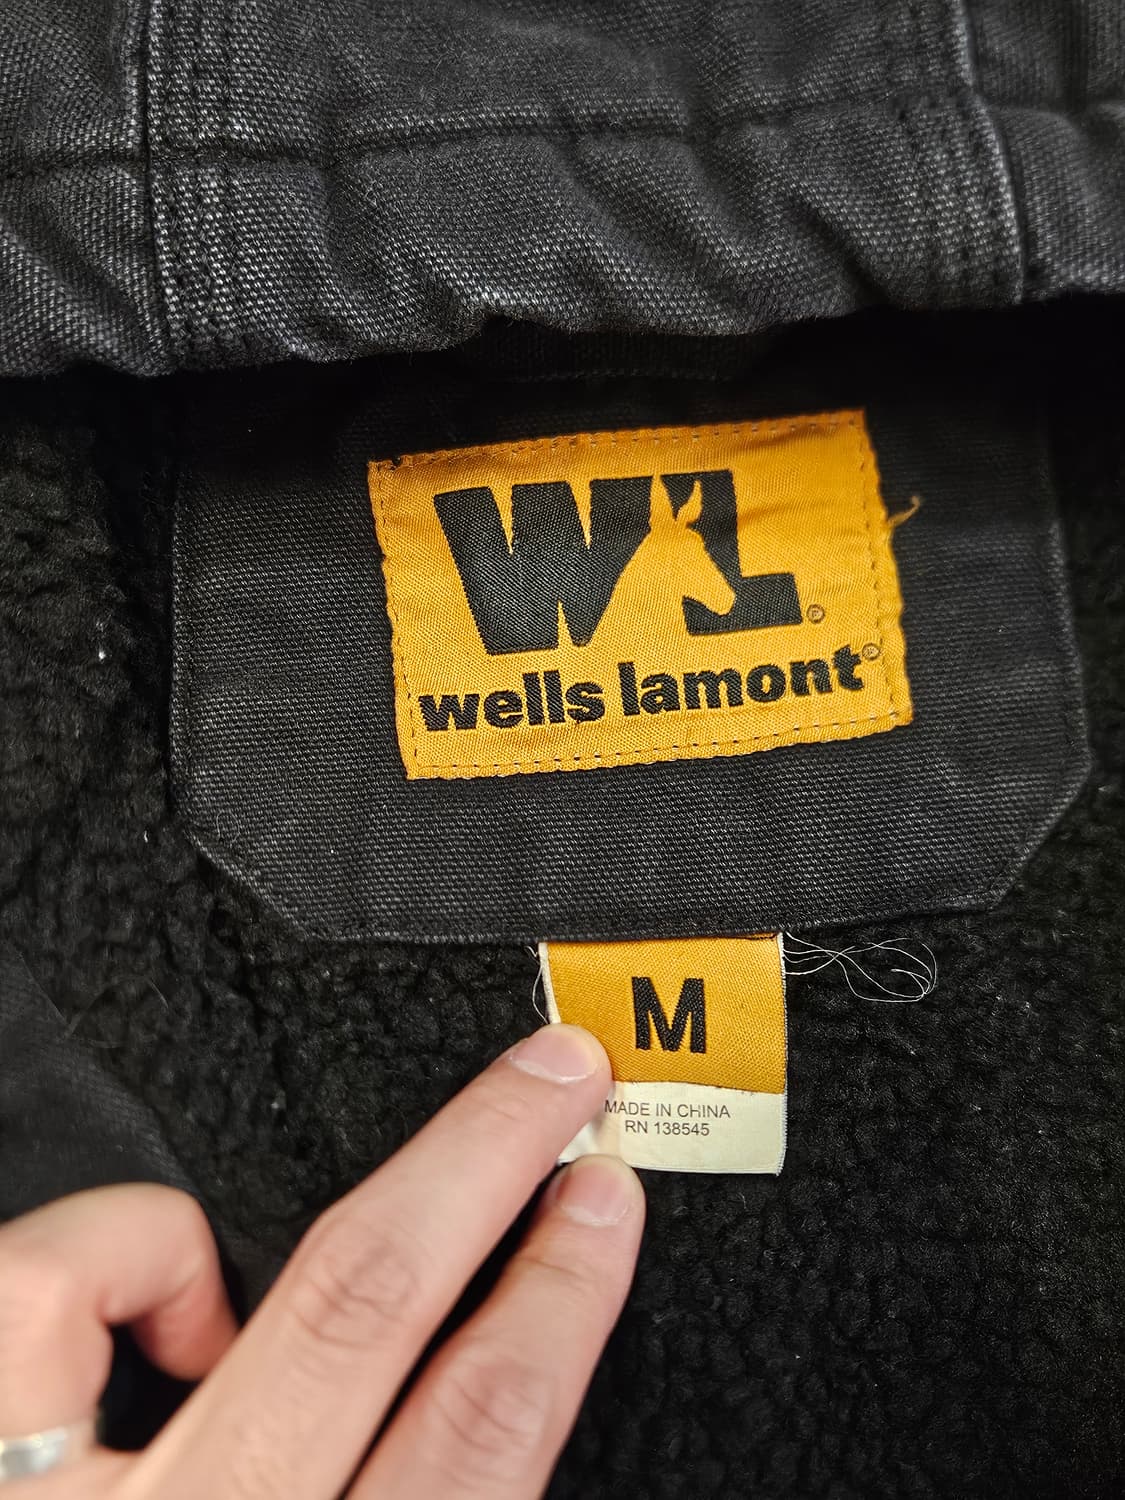 WL®
wells lamont®
M
MADE IN CHINA
RN 138545